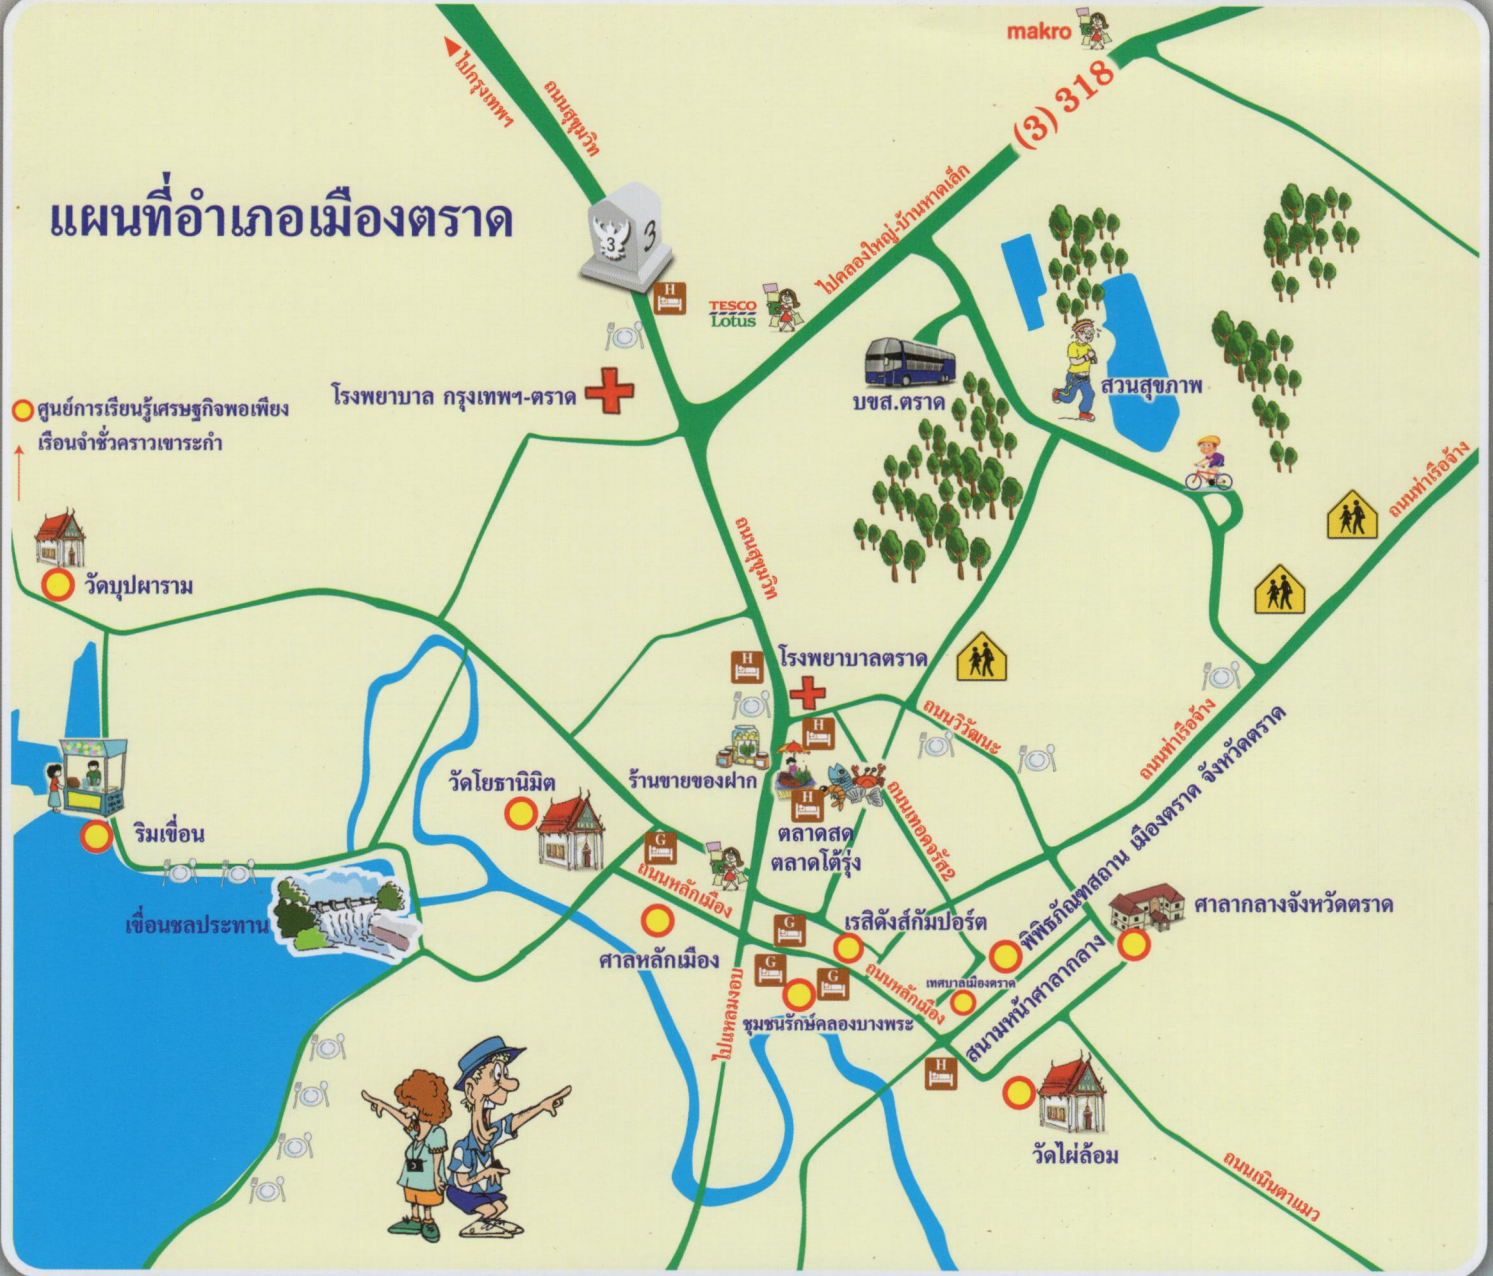 makro
(3) 318
ไปกรุงเทพฯ
ถนนสุขุมวิท
แผนที่อำเภอเมืองตราด
3
3
ไปคลองใหญ่-บ้านหาดเล็ก
H
TESCO
Lotus
โรงพยาบาล กรุงเทพฯ-ตราด
บขส.ตราด
สวนสุขภาพ
ศูนย์การเรียนรู้เศรษฐกิจพอเพียง
เรือนจำชั่วคราวเขาระกำ
ถนนท่าเรือจ้าง
ถนนสุขุมวิท
วัดบุปผาราม
H
โรงพยาบาลตราด
ถนนวิวัฒนะ
H
ถนนท่าเรือจ้าง
วัดโยธานิมิต
ร้านขายของฝาก
H
ถนนเทอดจรัส2
ริมเขื่อน
ตลาดสด
ตลาดโต้รุ่ง
G
ถนนหลักเมือง
พิพิธภัณฑสถาน เมืองตราด จังหวัดตราด
เขื่อนชลประทาน
G
เรสิดังส์กัมปอร์ต
ศาลากลางจังหวัดตราด
ศาลหลักเมือง
G
G
ถนนหลักเมือง
เทศบาลเมืองตราด
สนามหน้าศาลากลาง
ไปแหลมงอบ
ชุมชนรักษ์คลองบางพระ
H
วัดไผ่ล้อม
ถนนเนินตาแมว